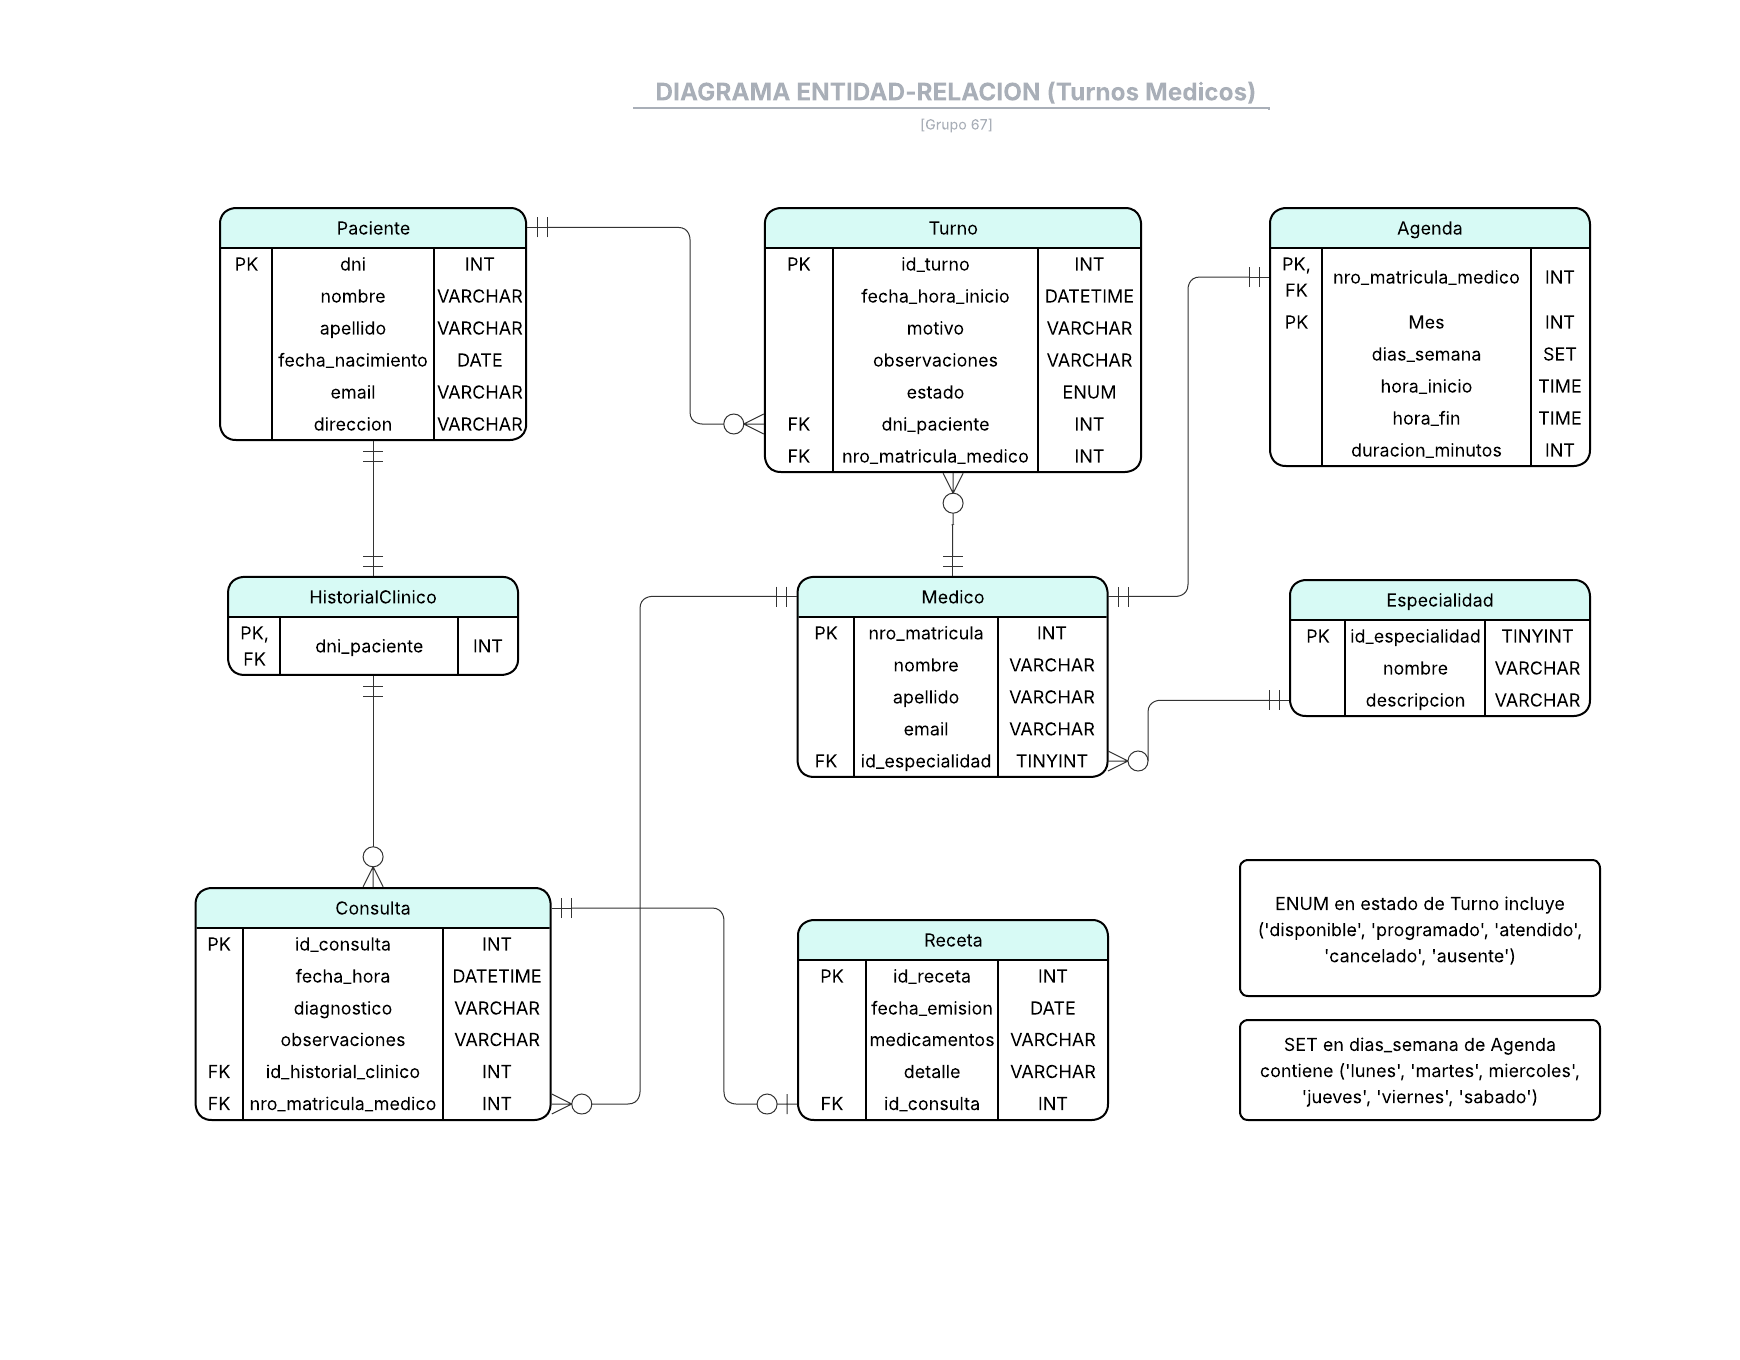 DIAGRAMA ENTIDAD-RELACION (Turnos Medicos)
[Grupo 67]
Paciente
PK dni INT
nombre VARCHAR
apellido VARCHAR
fecha_nacimiento DATE
email VARCHAR
direccion VARCHAR
Turno
PK id_turno INT
fecha_hora_inicio DATETIME
motivo VARCHAR
observaciones VARCHAR
estado ENUM
FK dni_paciente INT
FK nro_matricula_medico INT
Agenda
PK, FK nro_matricula_medico INT
PK Mes INT
dias_semana SET
hora_inicio TIME
hora_fin TIME
duracion_minutos INT
HistorialClinico
PK, FK dni_paciente INT
Medico
PK nro_matricula INT
nombre VARCHAR
apellido VARCHAR
email VARCHAR
FK id_especialidad TINYINT
Especialidad
PK id_especialidad TINYINT
nombre VARCHAR
descripcion VARCHAR
Consulta
PK id_consulta INT
fecha_hora DATETIME
diagnostico VARCHAR
observaciones VARCHAR
FK id_historial_clinico INT
FK nro_matricula_medico INT
Receta
PK id_receta INT
fecha_emision DATE
medicamentos VARCHAR
detalle VARCHAR
FK id_consulta INT
ENUM en estado de Turno incluye
('disponible', 'programado', 'atendido',
'cancelado', 'ausente')
SET en dias_semana de Agenda
contiene ('lunes', 'martes', miercoles',
'jueves', 'viernes', 'sabado')